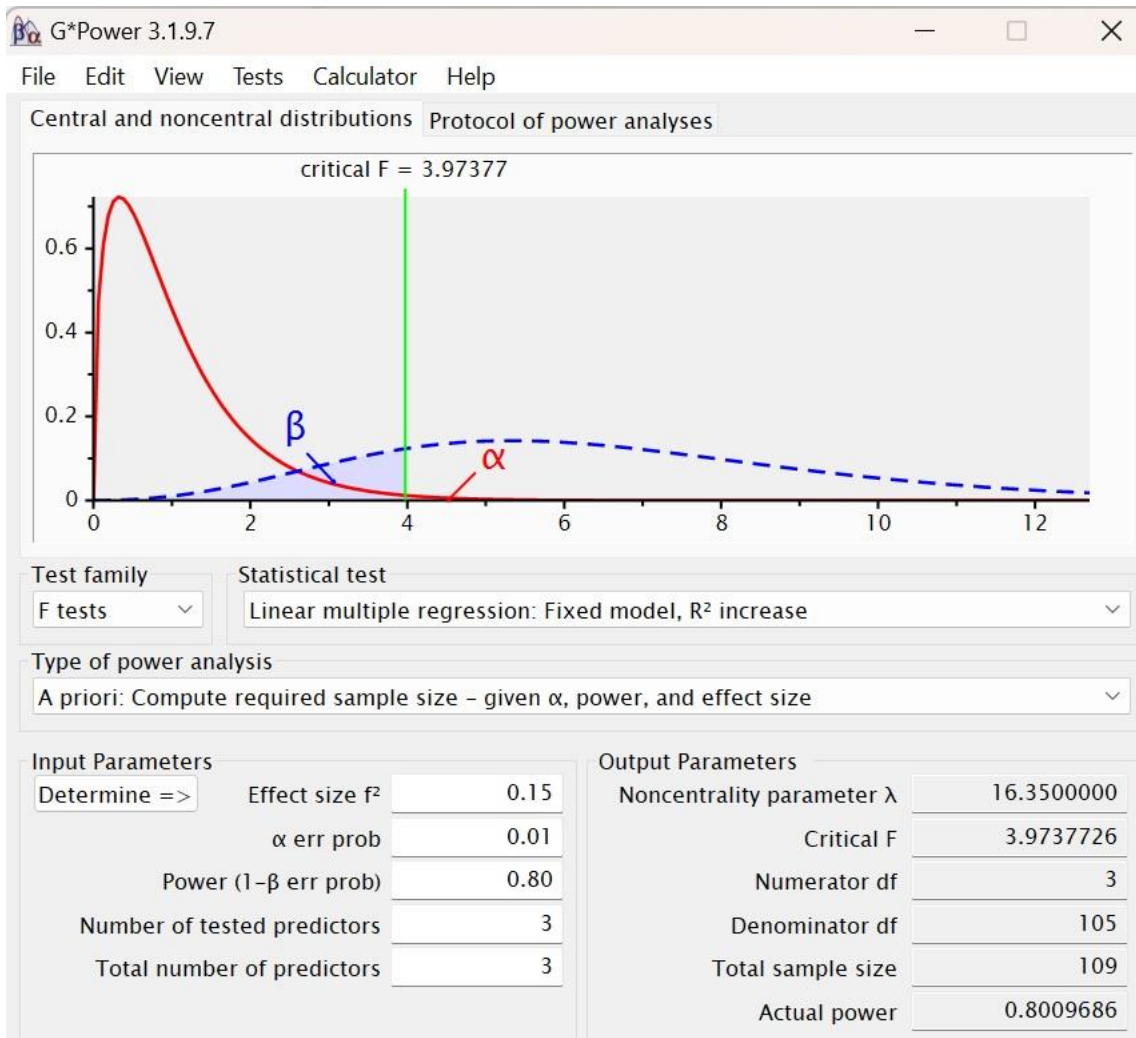 βα G*Power 3.1.9.7
File Edit View Tests Calculator Help
Central and noncentral distributions Protocol of power analyses
critical F = 3.97377
0.6
0.4
0.2
0
β
α
0 2 4 6 8 10 12
Test family Statistical test
F tests Linear multiple regression: Fixed model, R² increase
Type of power analysis
A priori: Compute required sample size – given α, power, and effect size
Input Parameters Output Parameters
Determine => Effect size f² 0.15 Noncentrality parameter λ 16.3500000
α err prob 0.01 Critical F 3.9737726
Power (1-β err prob) 0.80 Numerator df 3
Number of tested predictors 3 Denominator df 105
Total number of predictors 3 Total sample size 109
Actual power 0.8009686